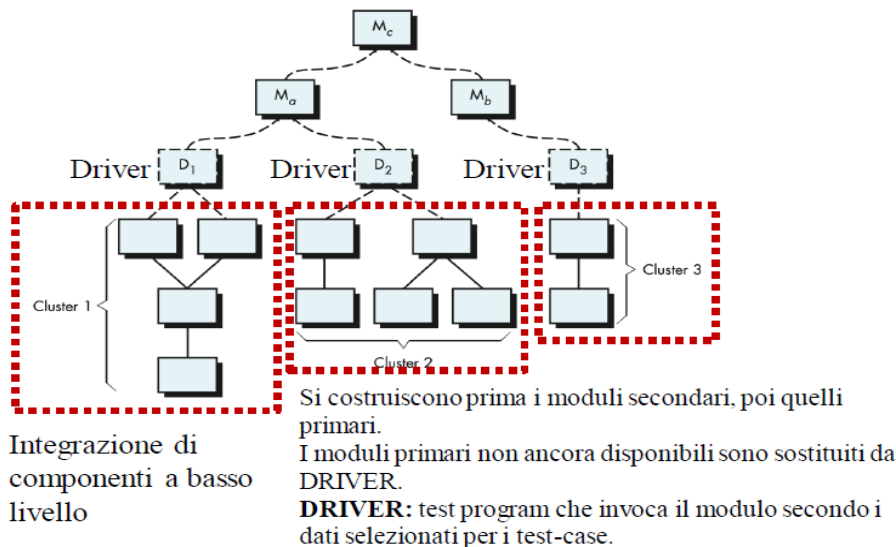 Mc
Ma
Mb
Driver D1
Driver D2
Driver D3
Cluster 1
Cluster 2
Cluster 3
Integrazione di
componenti a basso
livello
Si costruiscono prima i moduli secondari, poi quelli
primari.
I moduli primari non ancora disponibili sono sostituiti da
DRIVER.
DRIVER: test program che invoca il modulo secondo i
dati selezionati per i test-case.